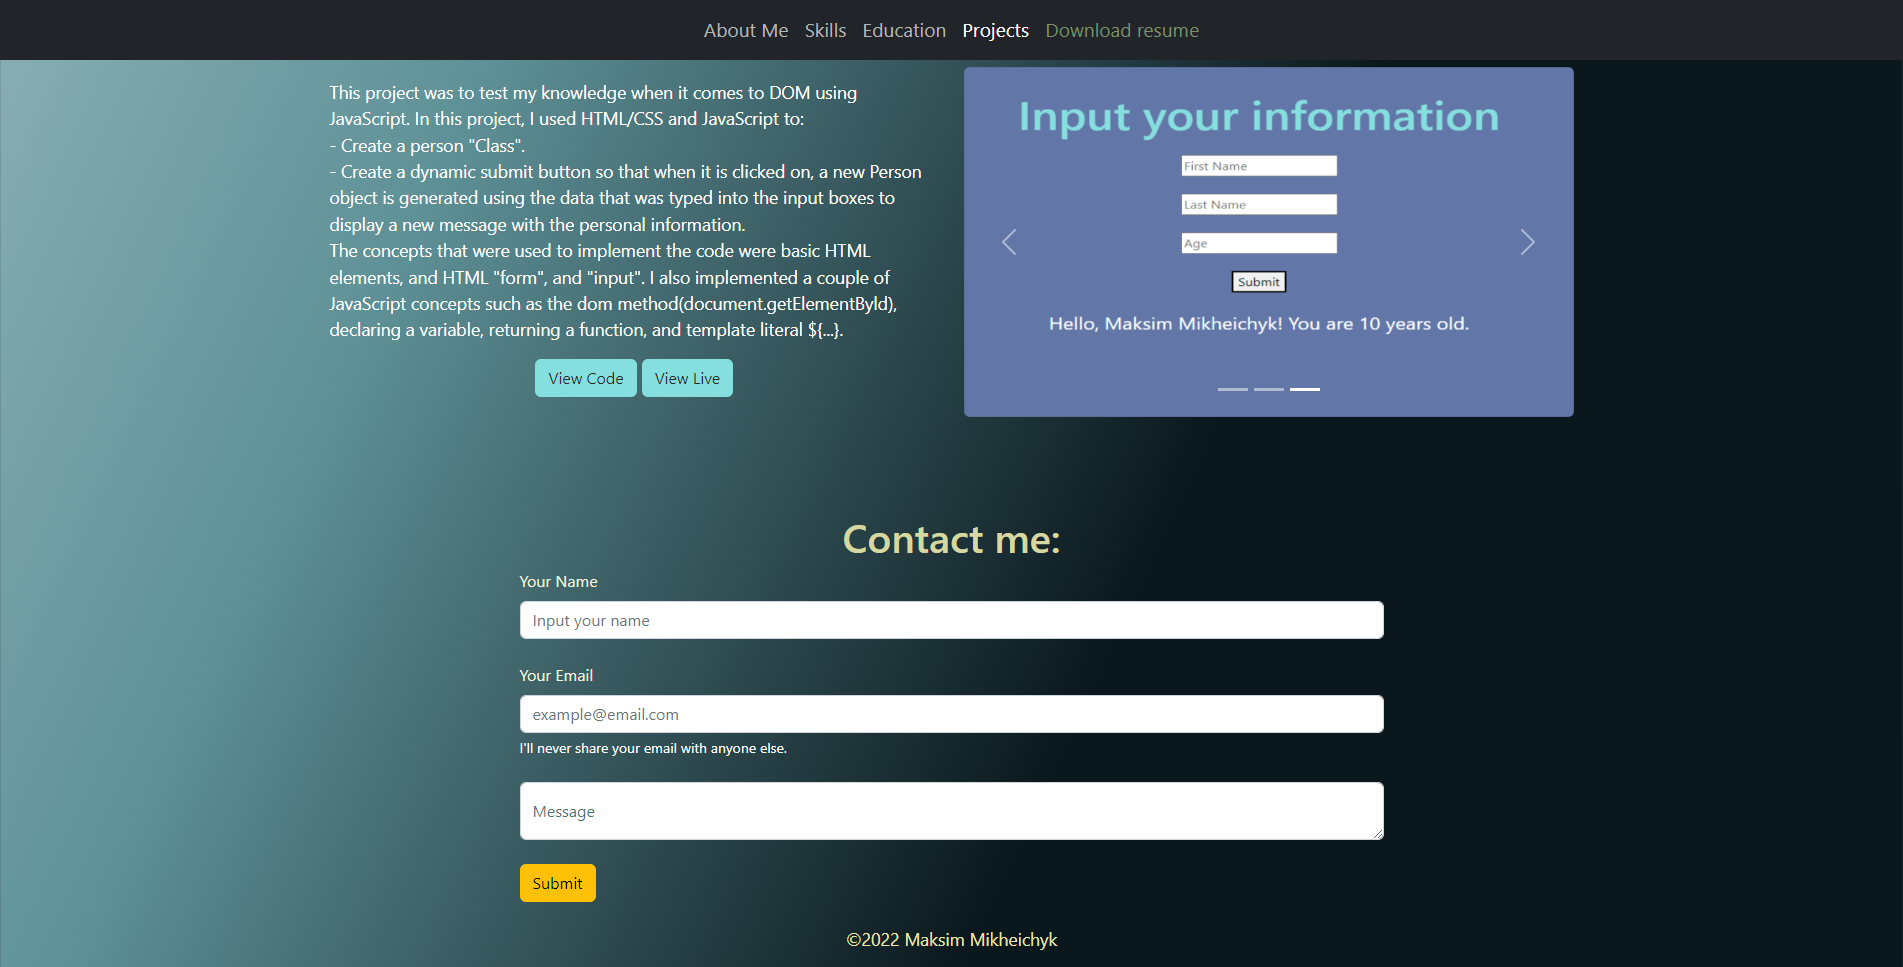 About Me Skills Education Projects Download resume
This project was to test my knowledge when it comes to DOM using
JavaScript. In this project, I used HTML/CSS and JavaScript to:
- Create a person "Class".
- Create a dynamic submit button so that when it is clicked on, a new Person
object is generated using the data that was typed into the input boxes to
display a new message with the personal information.
The concepts that were used to implement the code were basic HTML
elements, and HTML "form", and "input". I also implemented a couple of
JavaScript concepts such as the dom method(document.getElementById),
declaring a variable, returning a function, and template literal ${...}.
View Code View Live
Input your information
First Name
Last Name
Age
Submit
Hello, Maksim Mikheichyk! You are 10 years old.
Contact me:
Your Name
Input your name
Your Email
example@email.com
I'll never share your email with anyone else.
Message
Submit
©2022 Maksim Mikheichyk